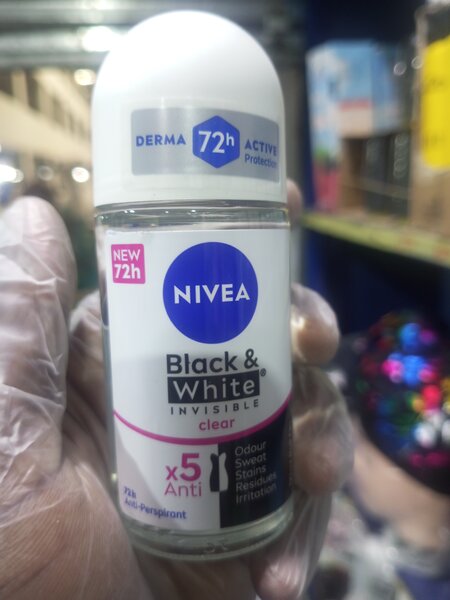 DERMA 72h ACTIVE
Protection
NEW
72h
NIVEA
Black &
White®
INVISIBLE
clear
x5
Anti
Odour
Sweat
Stains
Residues
Irritation
72h
Anti-Perspirant